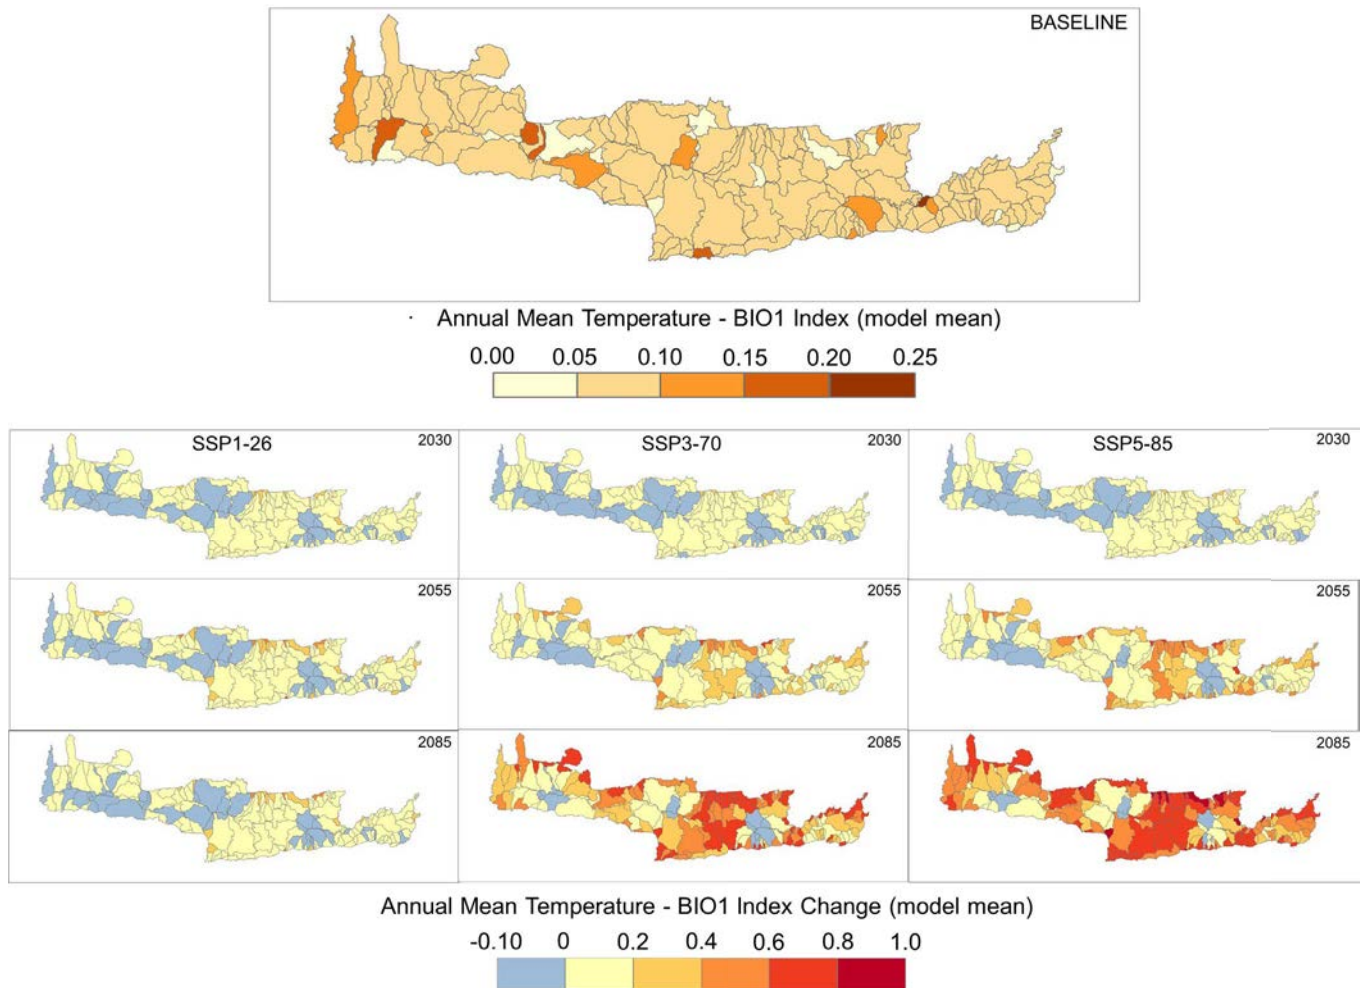 BASELINE
Annual Mean Temperature - BIO1 Index (model mean)
0.00 0.05 0.10 0.15 0.20 0.25
SSP1-26 2030 SSP3-70 2030 SSP5-85 2030
2055 2055 2055
2085 2085 2085
Annual Mean Temperature - BIO1 Index Change (model mean)
-0.10 0 0.2 0.4 0.6 0.8 1.0